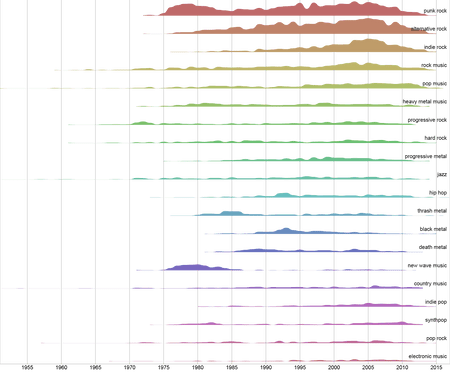 punk rock
alternative rock
indie rock
rock music
pop music
heavy metal music
progressive rock
hard rock
progressive metal
jazz
hip hop
thrash metal
black metal
death metal
new wave music
country music
indie pop
synthpop
pop rock
electronic music
1955 1960 1965 1970 1975 1980 1985 1990 1995 2000 2005 2010 2015